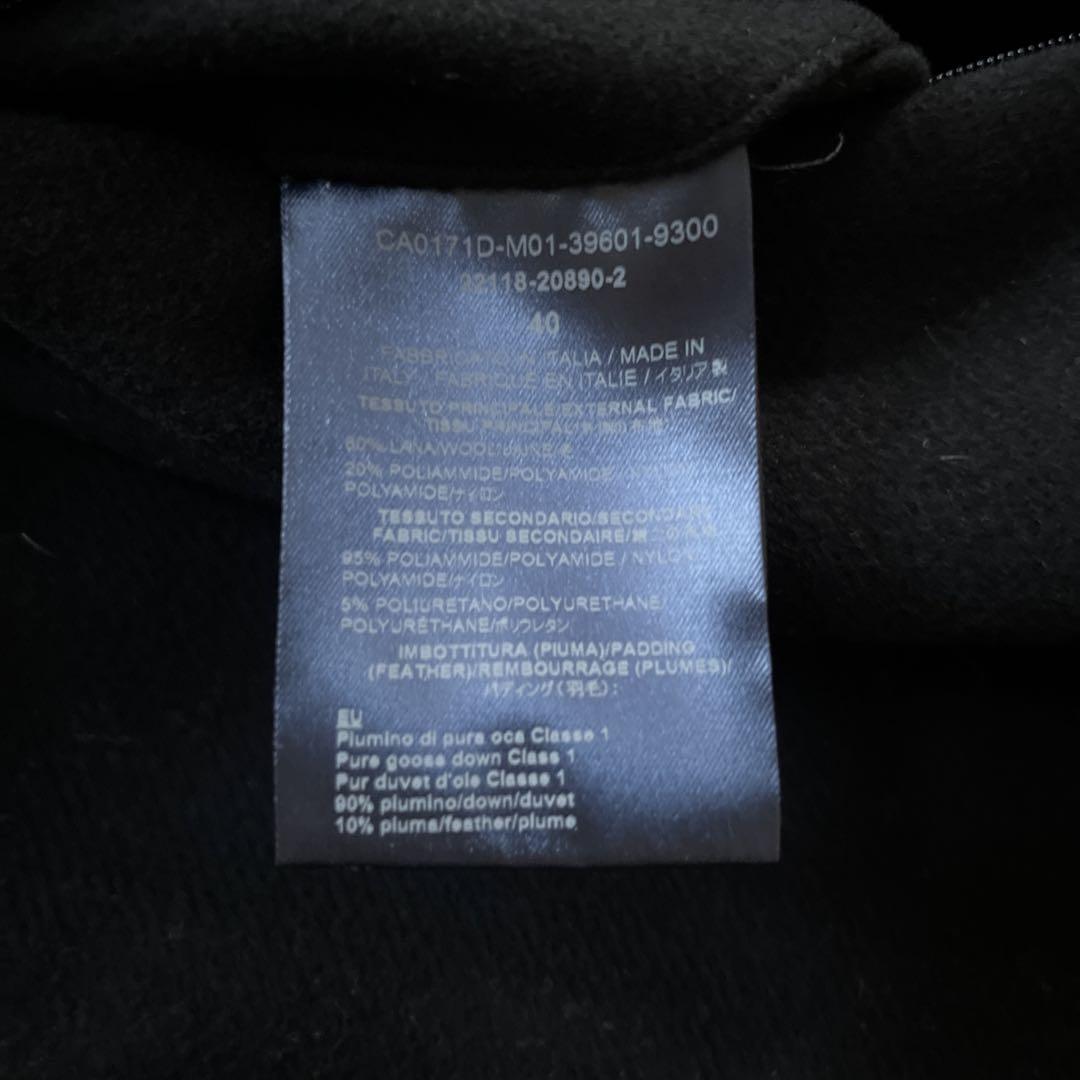 CA0171D-M01-39601-9300
22118-20890-2
40
FABBRICATO IN ITALIA / MADE IN
ITALY / FABRIQUÉ EN ITALIE / イタリア製
TESSUTO PRINCIPALE/EXTERNAL FABRIC/
TISSU PRINCIPAL/
LANA/WOOL/LAINE/毛
20% POLIAMMIDE/POLYAMIDE / NYLON/
POLYAMIDE/ナイロン
TESSUTO SECONDARIO/SECONDARY
FABRIC/TISSU SECONDAIRE/
95% POLIAMMIDE/POLYAMIDE / NYLON/
POLYAMIDE/ナイロン
5% POLIURETANO/POLYURETHANE/
POLYURÉTHANE/ポリウレタン
IMBOTTITURA (PIUMA)/PADDING
(FEATHER)/REMBOURRAGE (PLUMES)/
パディング(羽毛):
EU
Piumino di pura oca Classe 1
Pure goose down Class 1
Pur duvet d'oie Classe 1
90% piumino/down/duvet
10% piuma/feather/plume